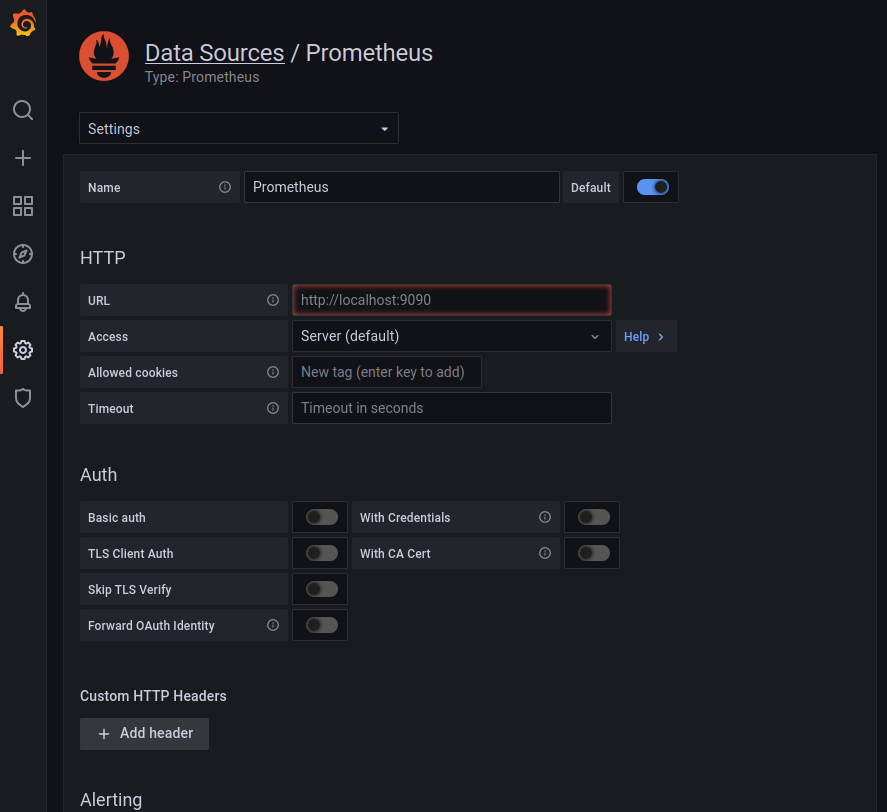 Data Sources / Prometheus
Type: Prometheus
Settings
Name Prometheus Default
HTTP
URL http://localhost:9090
Access Server (default) Help
Allowed cookies New tag (enter key to add)
Timeout Timeout in seconds
Auth
Basic auth With Credentials
TLS Client Auth With CA Cert
Skip TLS Verify
Forward OAuth Identity
Custom HTTP Headers
Add header
Alerting